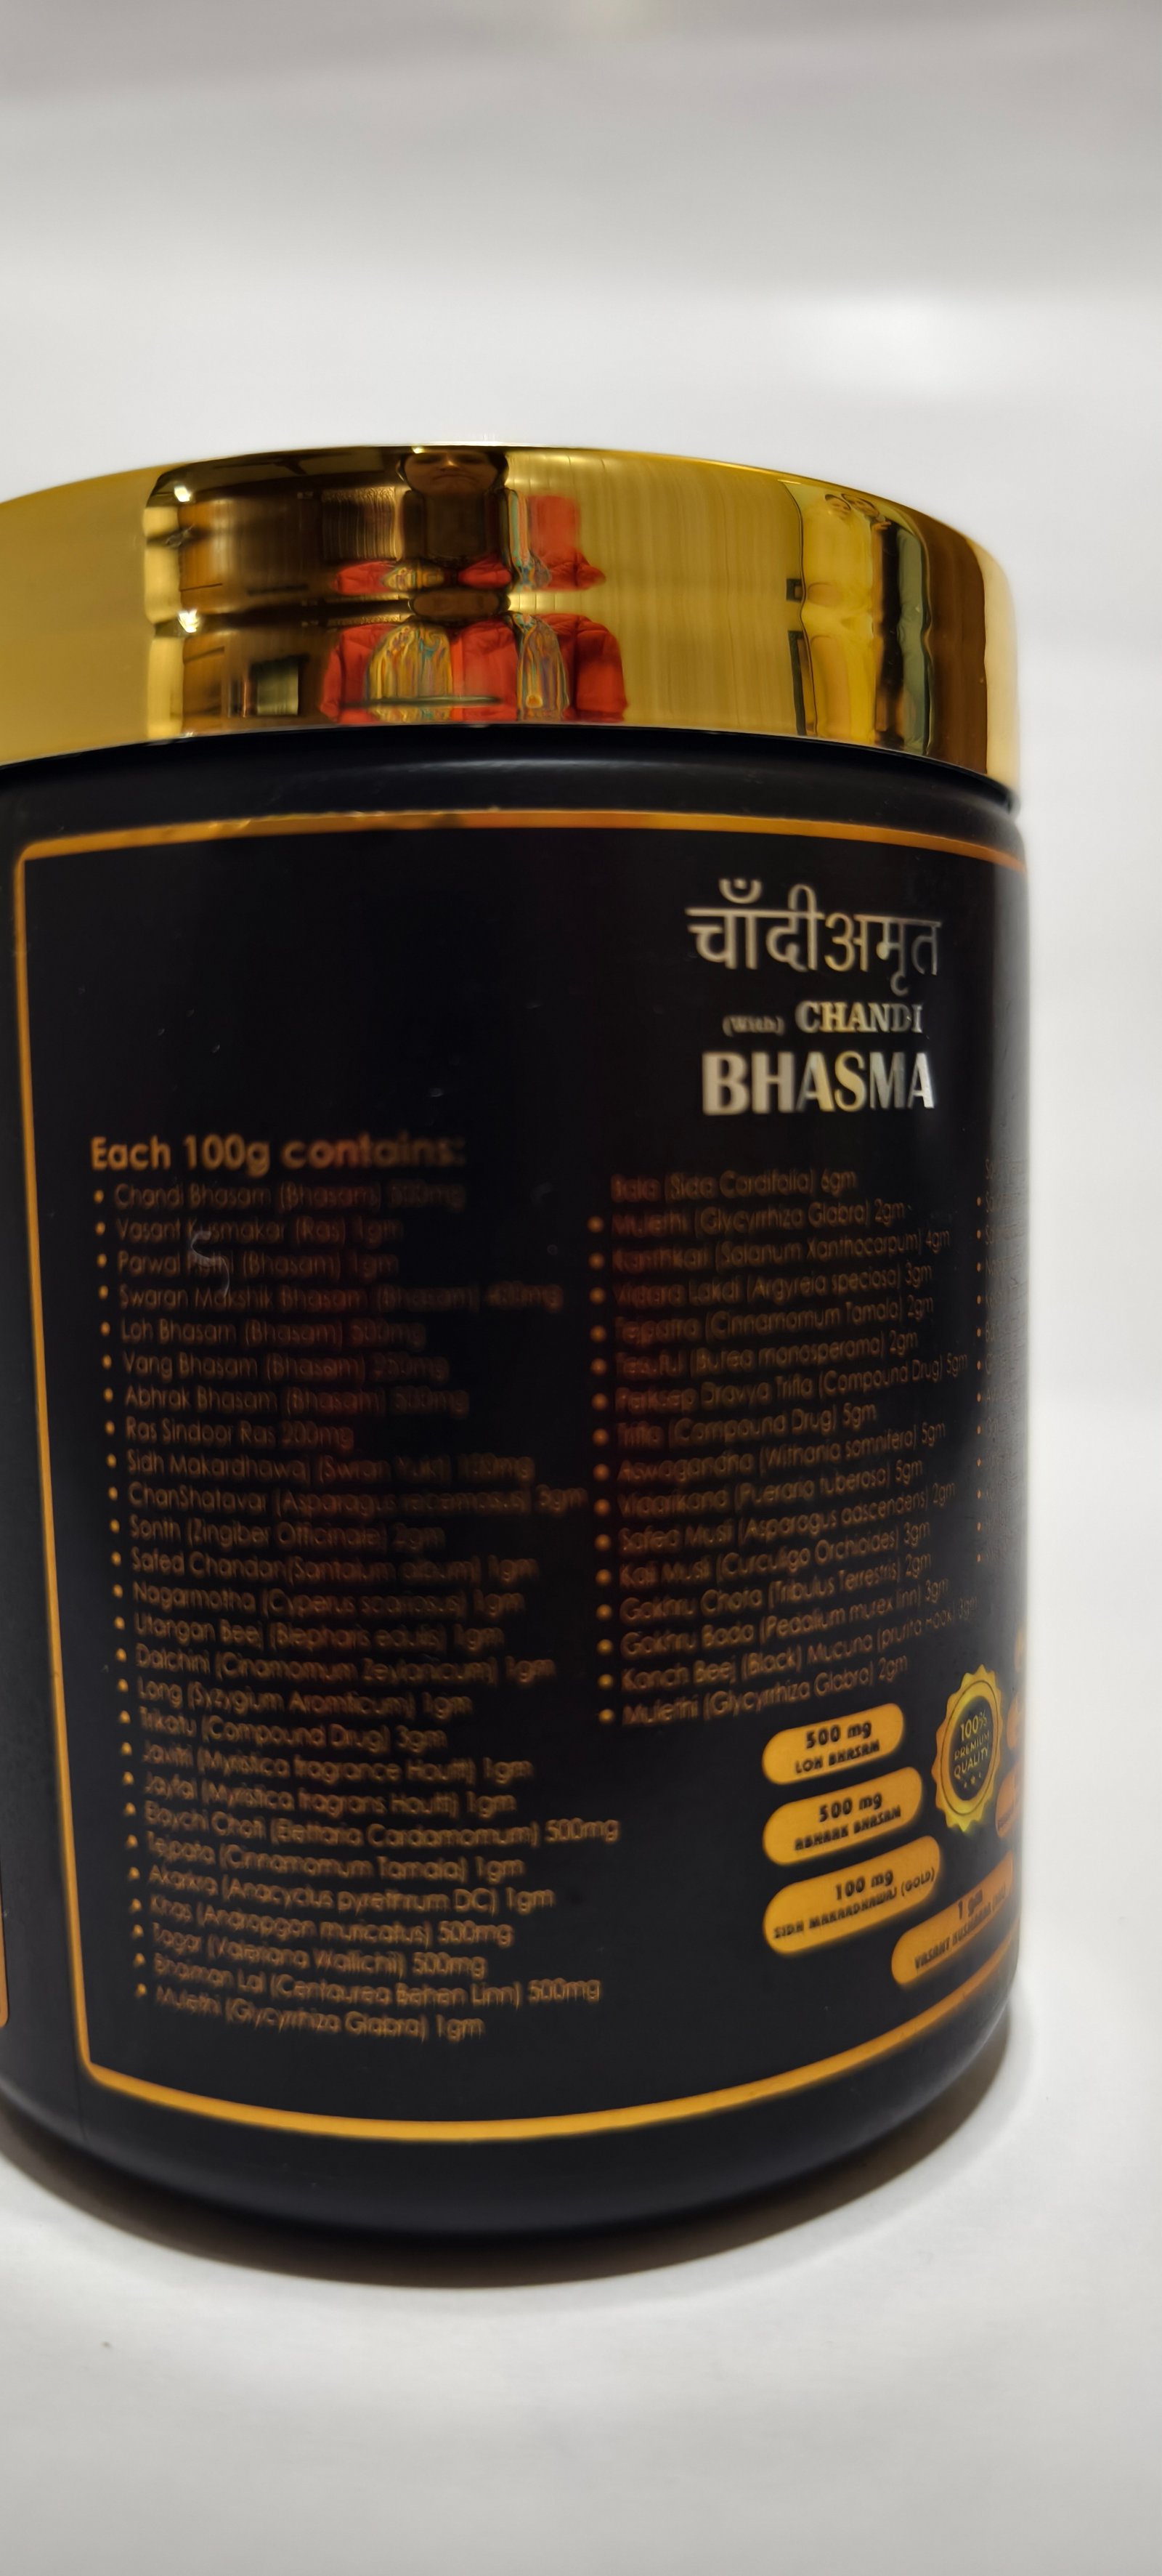 चाँदीअमृत
(With) CHANDI
BHASMA
Each 100g contains:
• Chandi Bhasam (Bhasam) 500mg
• Vasant Kusmakar (Ras) 1gm
• Parwal (Bhasam) 1gm
• Swaran Makshik Bhasam (Bhasam)
• Loh Bhasam (Bhasam) 500mg
• Vang Bhasam (Bhasam)
• Abhrak Bhasam (Bhasam) 500mg
• Ras Sindoor Ras 200mg
• Sidh Makardhawaj (Swran Yukt)
• ChanShatavar (Asparagus
• Sonth (Zingiber Officinale) 2gm
• Safed Chandan(Santalum album) 1gm
• Nagarmotha (Cyperus scariosus) 1gm
• Utangan Beej (Blepharis edulis) 1gm
• Dalchini (Cinamomum Zeylanicum) 1gm
• Long (Syzygium Aromticum) 1gm
• Trikatu (Compound Drug) 3gm
• Javitri (Myristica fragrance Houtt) 1gm
• Jayfal (Myristica fragrans Houtt) 1gm
• Elaychi Choti (Elettaria Cardamomum) 500mg
• Tejpata (Cinnamomum Tamala) 1gm
• Akarkra (Anacyclus pyrethrum DC) 1gm
• Khas (Andropgon muricatus) 500mg
• Tagar (Valeriana Wallichii) 500mg
• Bhaiman Lal (Centaurea Behen Linn) 500mg
• Mulethi (Glycyrrhiza Glabra) 1gm
Bala (Sida Cordifolia) 6gm
• Mulethi (Glycyrrhiza Glabra) 2gm
• Kanthkari (Solanum Xanthocarpum) 4gm
• Vidara Lakdi (Argyreia speciosa) 3gm
• Tejpatra (Cinnamomum Tamala) 2gm
• (Butea monosperama) 2gm
• Dravya Trifla (Compound Drug) 5gm
• Trifla (Compound Drug) 5gm
• Aswagandha (Withania somnifera) 5gm
• Vidarikand (Pueraria tuberosa) 5gm
• Safed Musli (Asparagus adscendens) 2gm
• Kali Musli (Curculigo Orchioides) 3gm
• Gokhru Chota (Tribulus Terrestris) 2gm
• Gokhru Bada (Pedalium murex linn) 3gm
• Konch Beej (Black) Mucuna (prurita Hook) 3gm
• Mulethi (Glycyrrhiza Glabra) 2gm
500 mg
LOH BHASAM
500 mg
ABHRAK BHASAM
100 mg
SIDH MAKARDHAWAJ (GOLD)
1 gm
VASANT
100%
PREMIUM
QUALITY